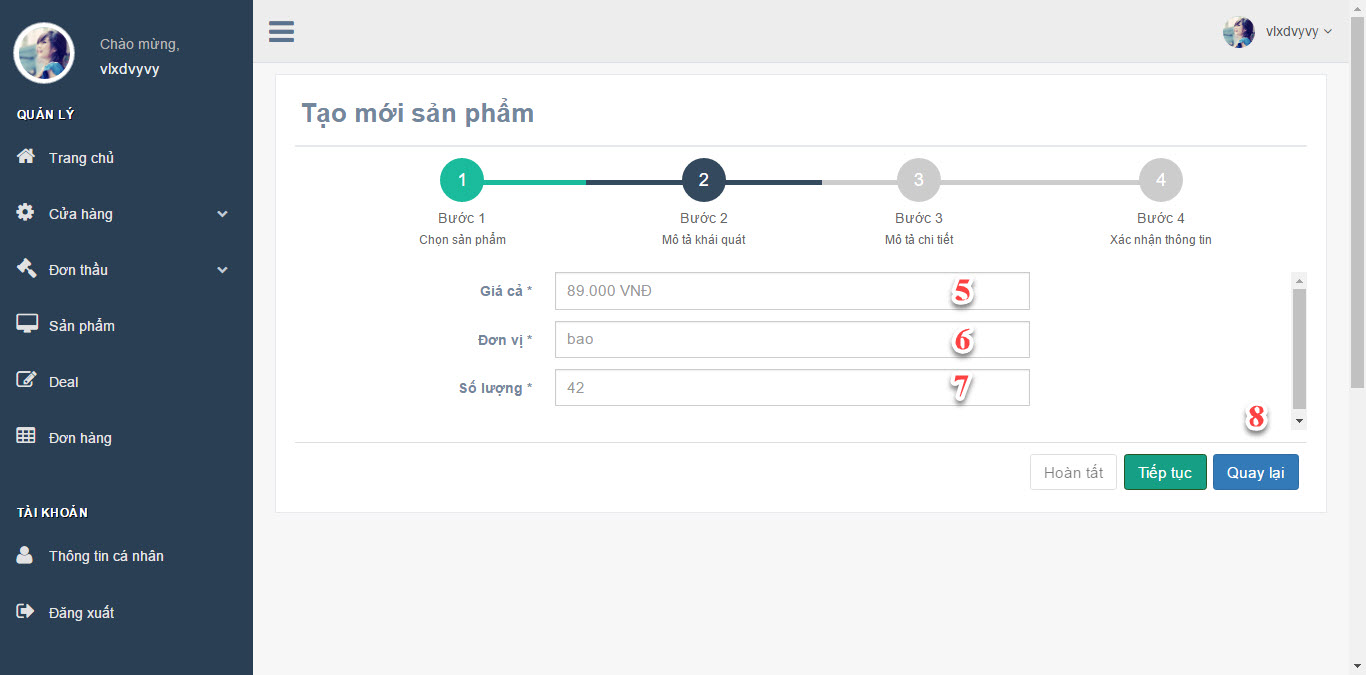 Chào mừng,
vlxdvyvy
QUẢN LÝ
Trang chủ
Cửa hàng
Đơn thầu
Sản phẩm
Deal
Đơn hàng
TÀI KHOẢN
Thông tin cá nhân
Đăng xuất
vlxdvyvy
Tạo mới sản phẩm
1 2 3 4
Bước 1 Bước 2 Bước 3 Bước 4
Chọn sản phẩm Mô tả khái quát Mô tả chi tiết Xác nhận thông tin
Giá cả * 89.000 VNĐ 5
Đơn vị * bao 6
Số lượng * 42 7
8
Hoàn tất Tiếp tục Quay lại